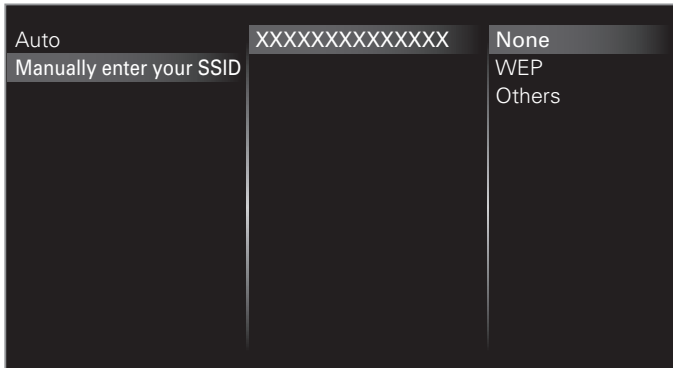 Auto
Manually enter your SSID
XXXXXXXXXXXXXX
None
WEP
Others